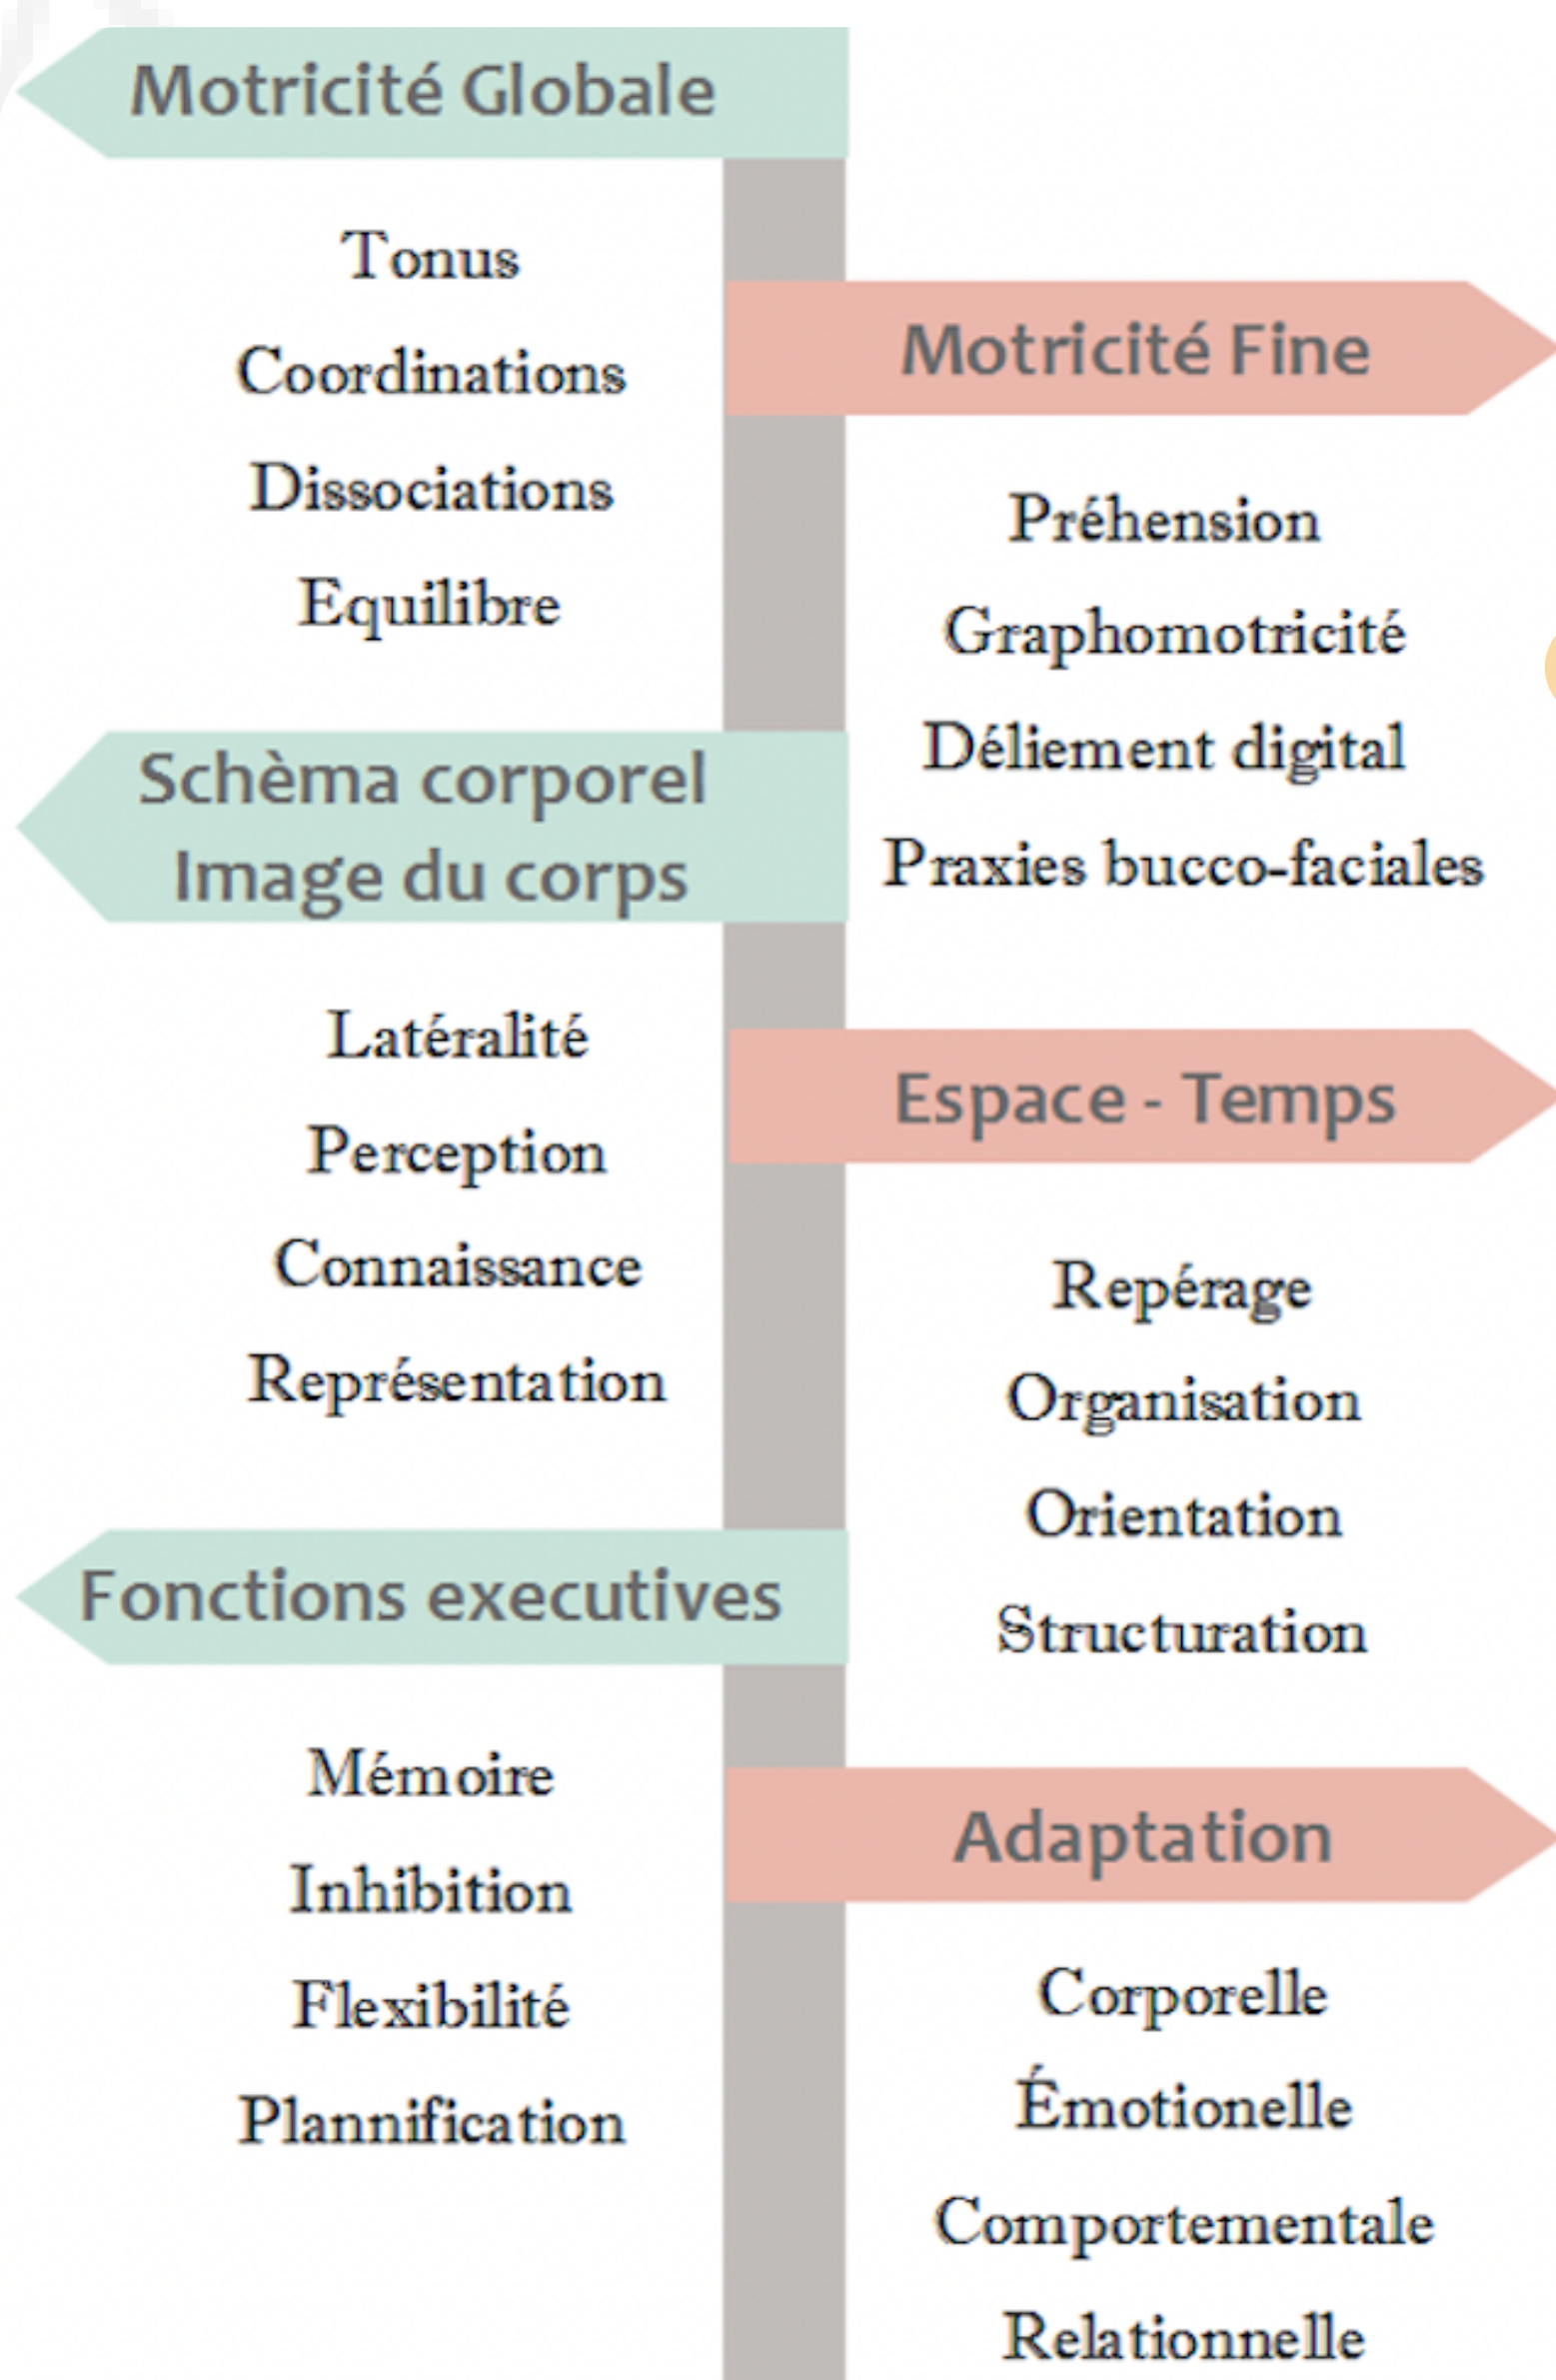 Motricité Globale
Tonus
Coordinations
Dissociations
Equilibre
Motricité Fine
Préhension
Graphomotricité
Déliement digital
Praxies bucco-faciales
Schèma corporel
Image du corps
Latéralité
Perception
Connaissance
Représentation
Espace - Temps
Repérage
Organisation
Orientation
Structuration
Fonctions executives
Mémoire
Inhibition
Flexibilité
Plannification
Adaptation
Corporelle
Émotionelle
Comportementale
Relationnelle